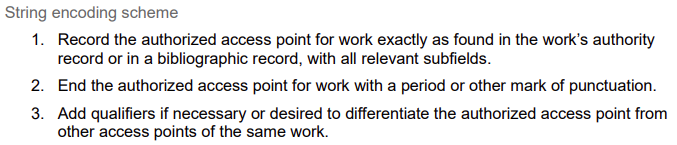 String encoding scheme
1. Record the authorized access point for work exactly as found in the work's authority
record or in a bibliographic record, with all relevant subfields.
2. End the authorized access point for work with a period or other mark of punctuation.
3. Add qualifiers if necessary or desired to differentiate the authorized access point from
other access points of the same work.